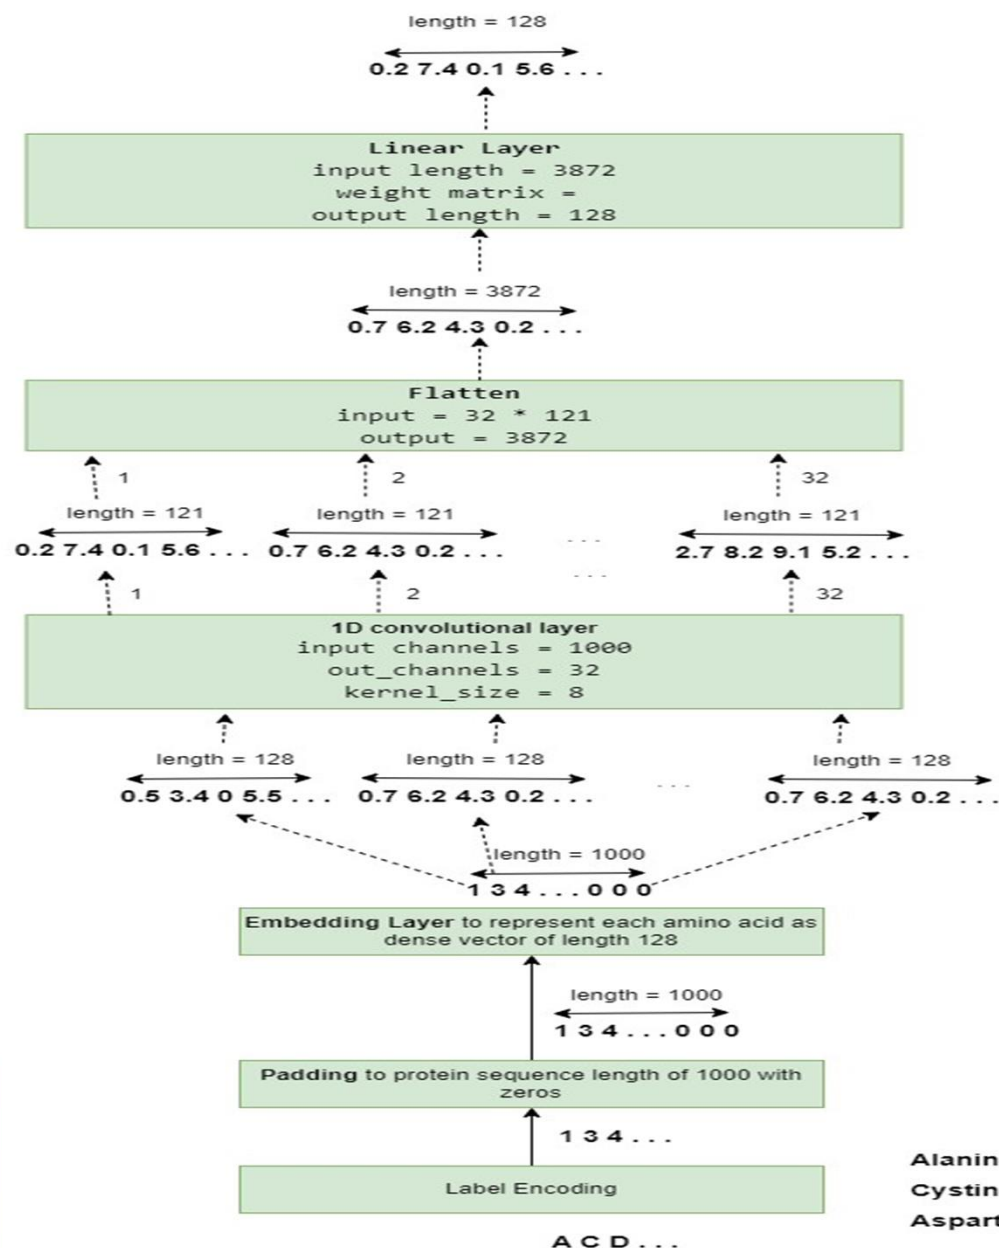 length = 128
0.2 7.4 0.1 5.6 . . .
Linear Layer
input length = 3872
weight matrix =
output length = 128
length = 3872
0.7 6.2 4.3 0.2 . . .
Flatten
input = 32 * 121
output = 3872
1 2 32
length = 121 length = 121 length = 121
0.2 7.4 0.1 5.6 . . . 0.7 6.2 4.3 0.2 . . . . . . 2.7 8.2 9.1 5.2 . . .
. . .
1 2 32
1D convolutional layer
input channels = 1000
out_channels = 32
kernel_size = 8
length = 128 length = 128 length = 128
0.5 3.4 0 5.5 . . . 0.7 6.2 4.3 0.2 . . . . . . 0.7 6.2 4.3 0.2 . . .
length = 1000
1 3 4 . . . 0 0 0
Embedding Layer to represent each amino acid as
dense vector of length 128
length = 1000
1 3 4 . . . 0 0 0
Padding to protein sequence length of 1000 with
zeros
1 3 4 . . .
Label Encoding
A C D . . .
Alanin
Cystin
Aspart